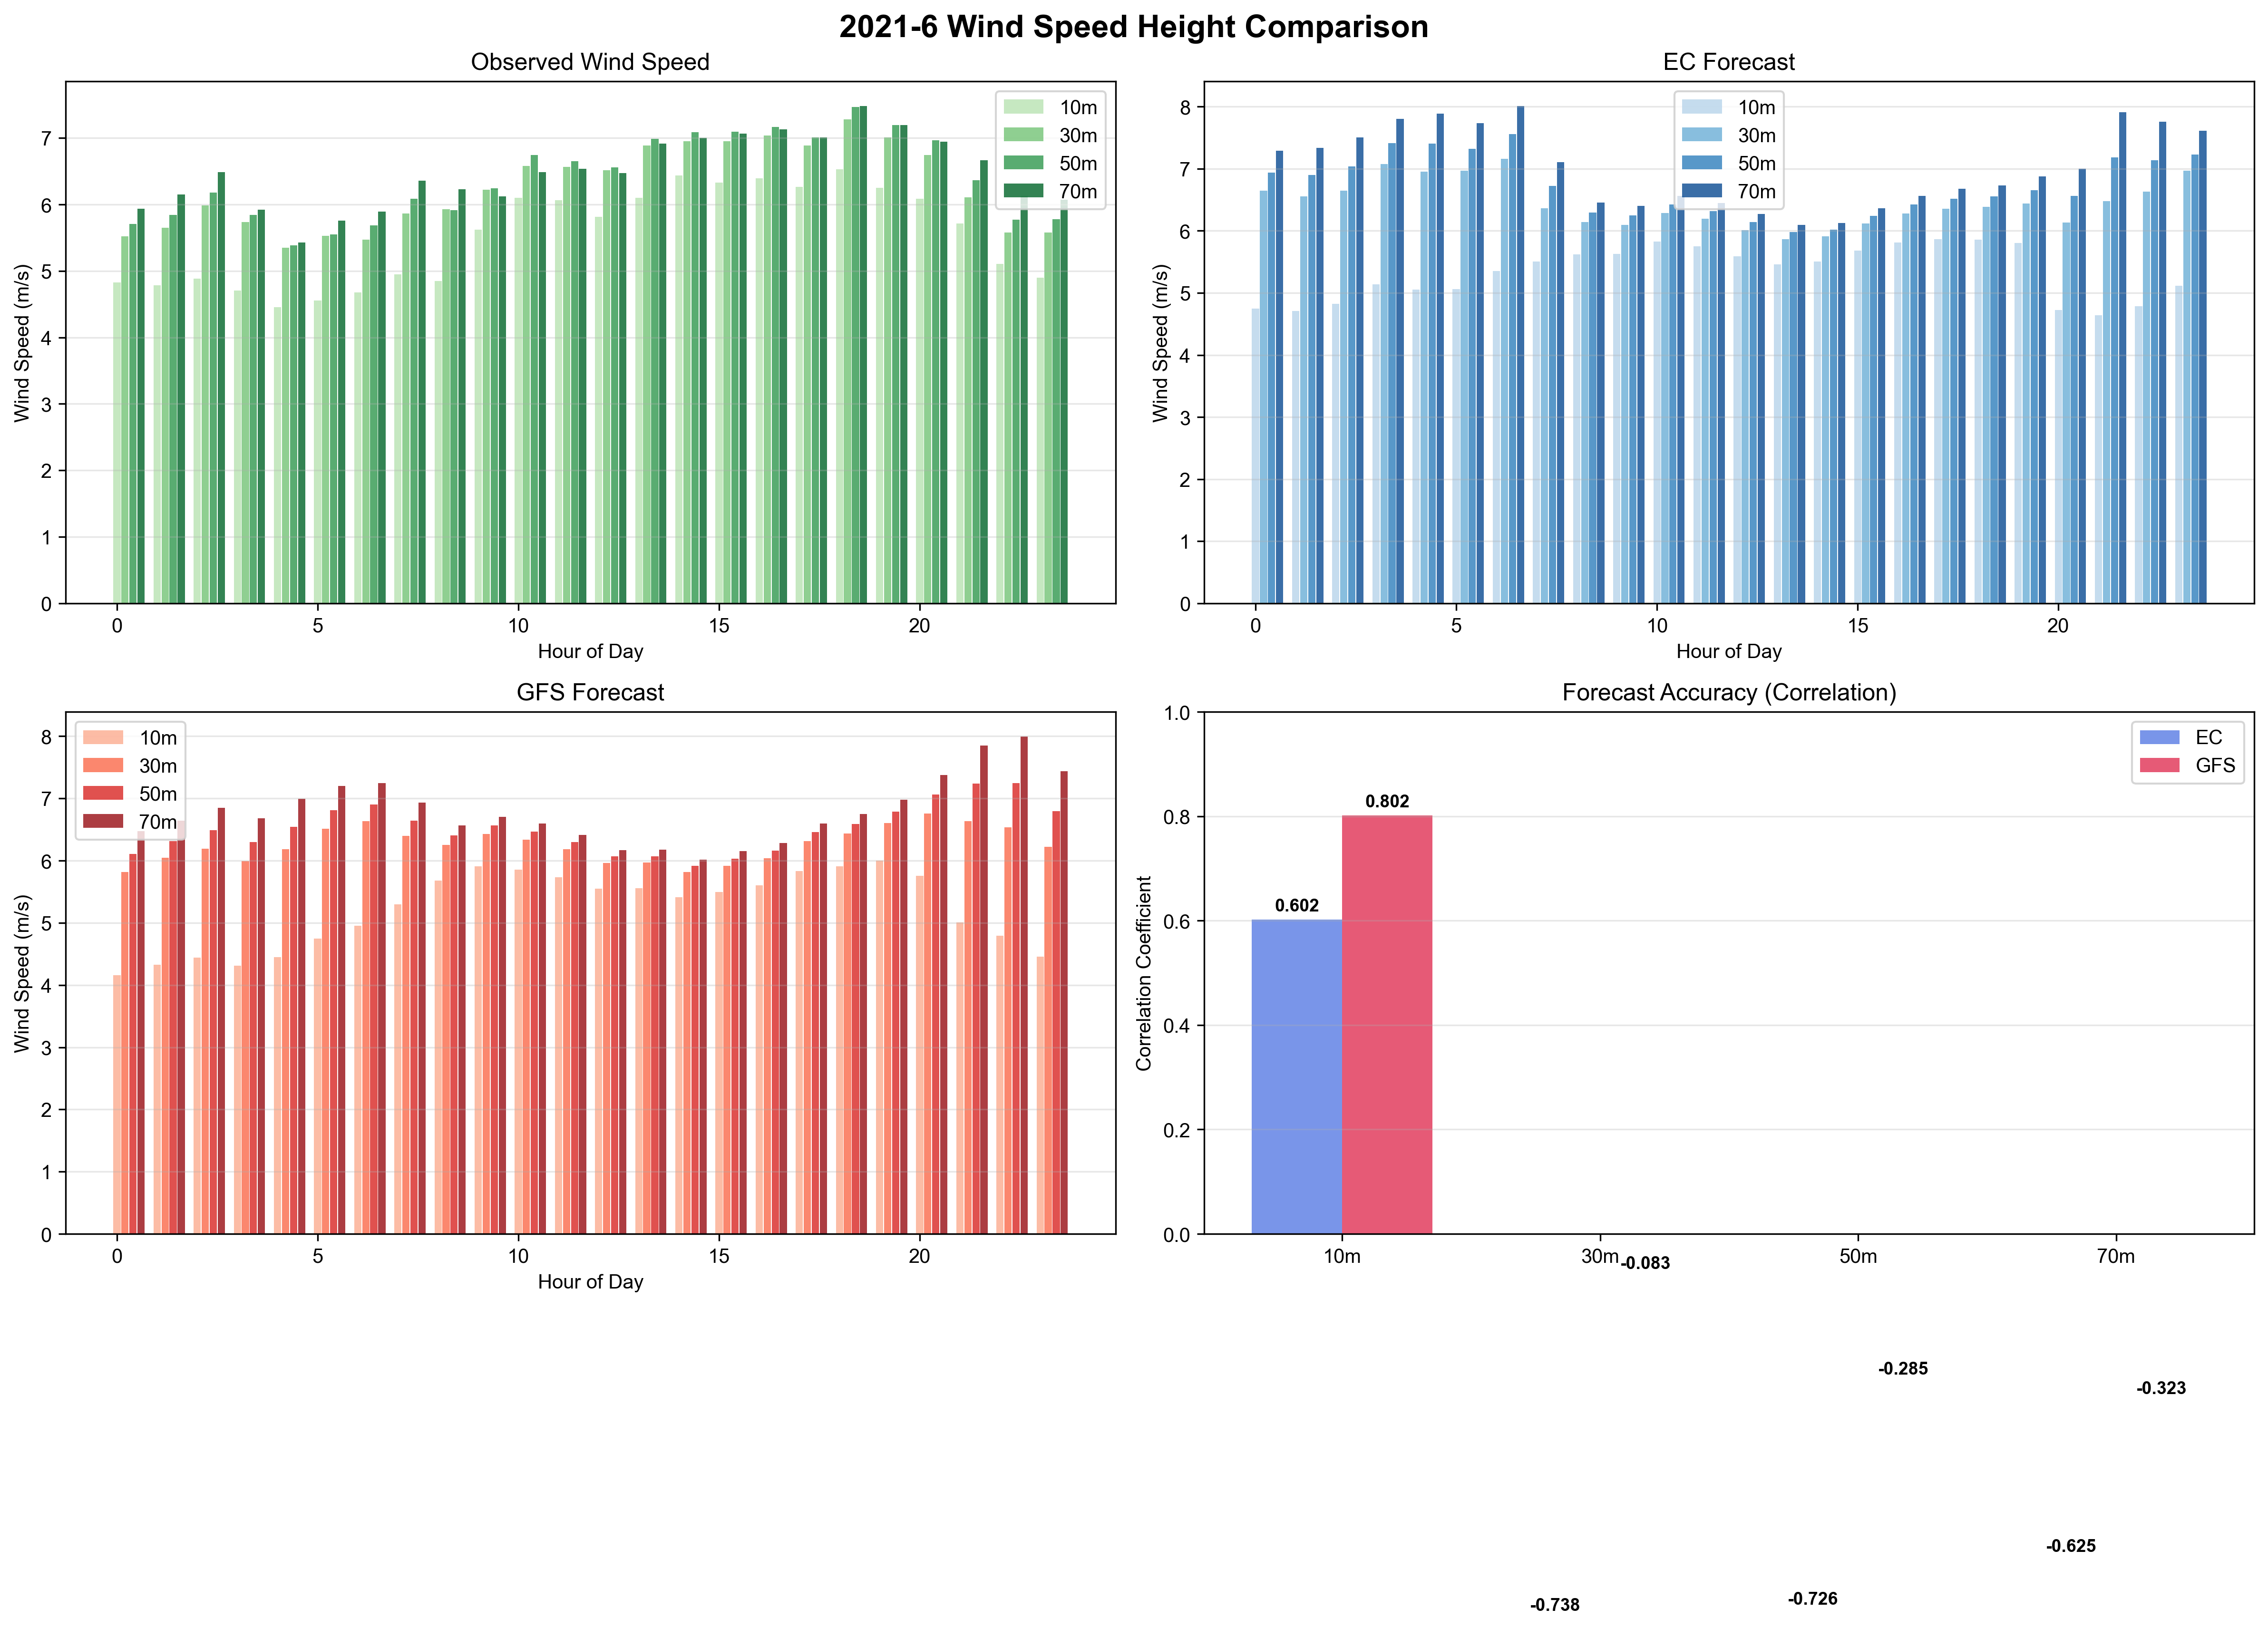 2021-6 Wind Speed Height Comparison
Observed Wind Speed
Wind Speed (m/s)
7
6
5
4
3
2
1
0
10m
30m
50m
70m
0 5 10 15 20
Hour of Day
EC Forecast
Wind Speed (m/s)
8
7
6
5
4
3
2
1
0
10m
30m
50m
70m
0 5 10 15 20
Hour of Day
GFS Forecast
Wind Speed (m/s)
8
7
6
5
4
3
2
1
0
10m
30m
50m
70m
0 5 10 15 20
Hour of Day
Forecast Accuracy (Correlation)
Correlation Coefficient
1.0
0.8
0.6
0.4
0.2
0.0
EC
GFS
0.802
0.602
10m 30m 50m 70m
-0.083
-0.285
-0.323
-0.625
-0.726
-0.738